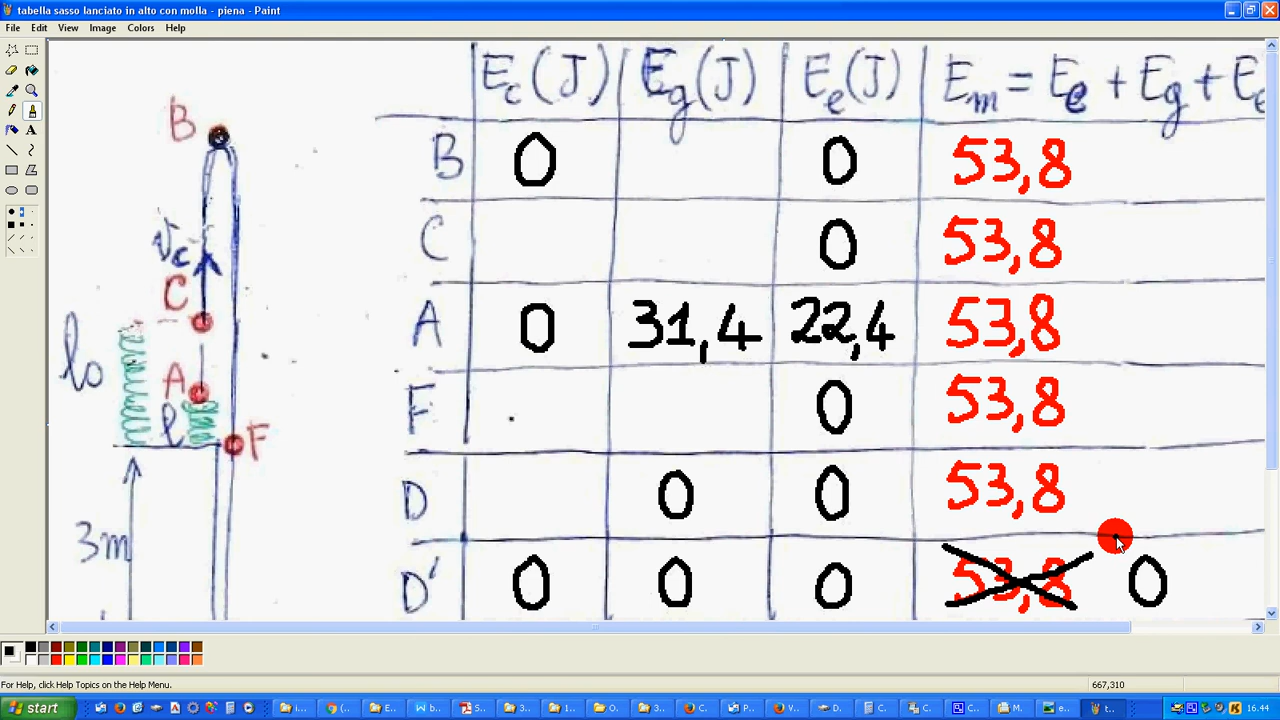 tabella sasso lanciato in alto con molla - piena - Paint
File Edit View Image Colors Help
Ec (J) Eg (J) Ee (J) Em = Ee + Eg + Ee
B 0 0 53,8
C 0 53,8
A 0 31,4 22,4 53,8
F 0 53,8
D 0 0 53,8
D' 0 0 0 53,8 0
B
vc
C
l0
A
l
F
3m
For Help, click Help Topics on the Help Menu.
667,310
start
16.44